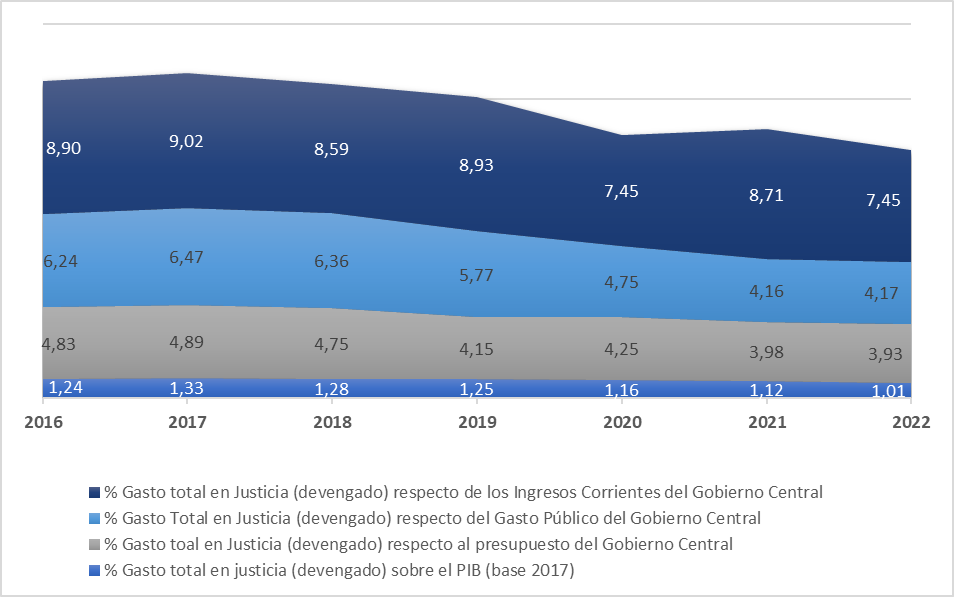 8,90 9,02 8,59 8,93 7,45 8,71 7,45
6,24 6,47 6,36 5,77 4,75 4,16 4,17
4,83 4,89 4,75 4,15 4,25 3,98 3,93
1,24 1,33 1,28 1,25 1,16 1,12 1,01
2016 2017 2018 2019 2020 2021 2022
% Gasto total en Justicia (devengado) respecto de los Ingresos Corrientes del Gobierno Central
% Gasto Total en Justicia (devengado) respecto del Gasto Público del Gobierno Central
% Gasto toal en Justicia (devengado) respecto al presupuesto del Gobierno Central
% Gasto total en justicia (devengado) sobre el PIB (base 2017)